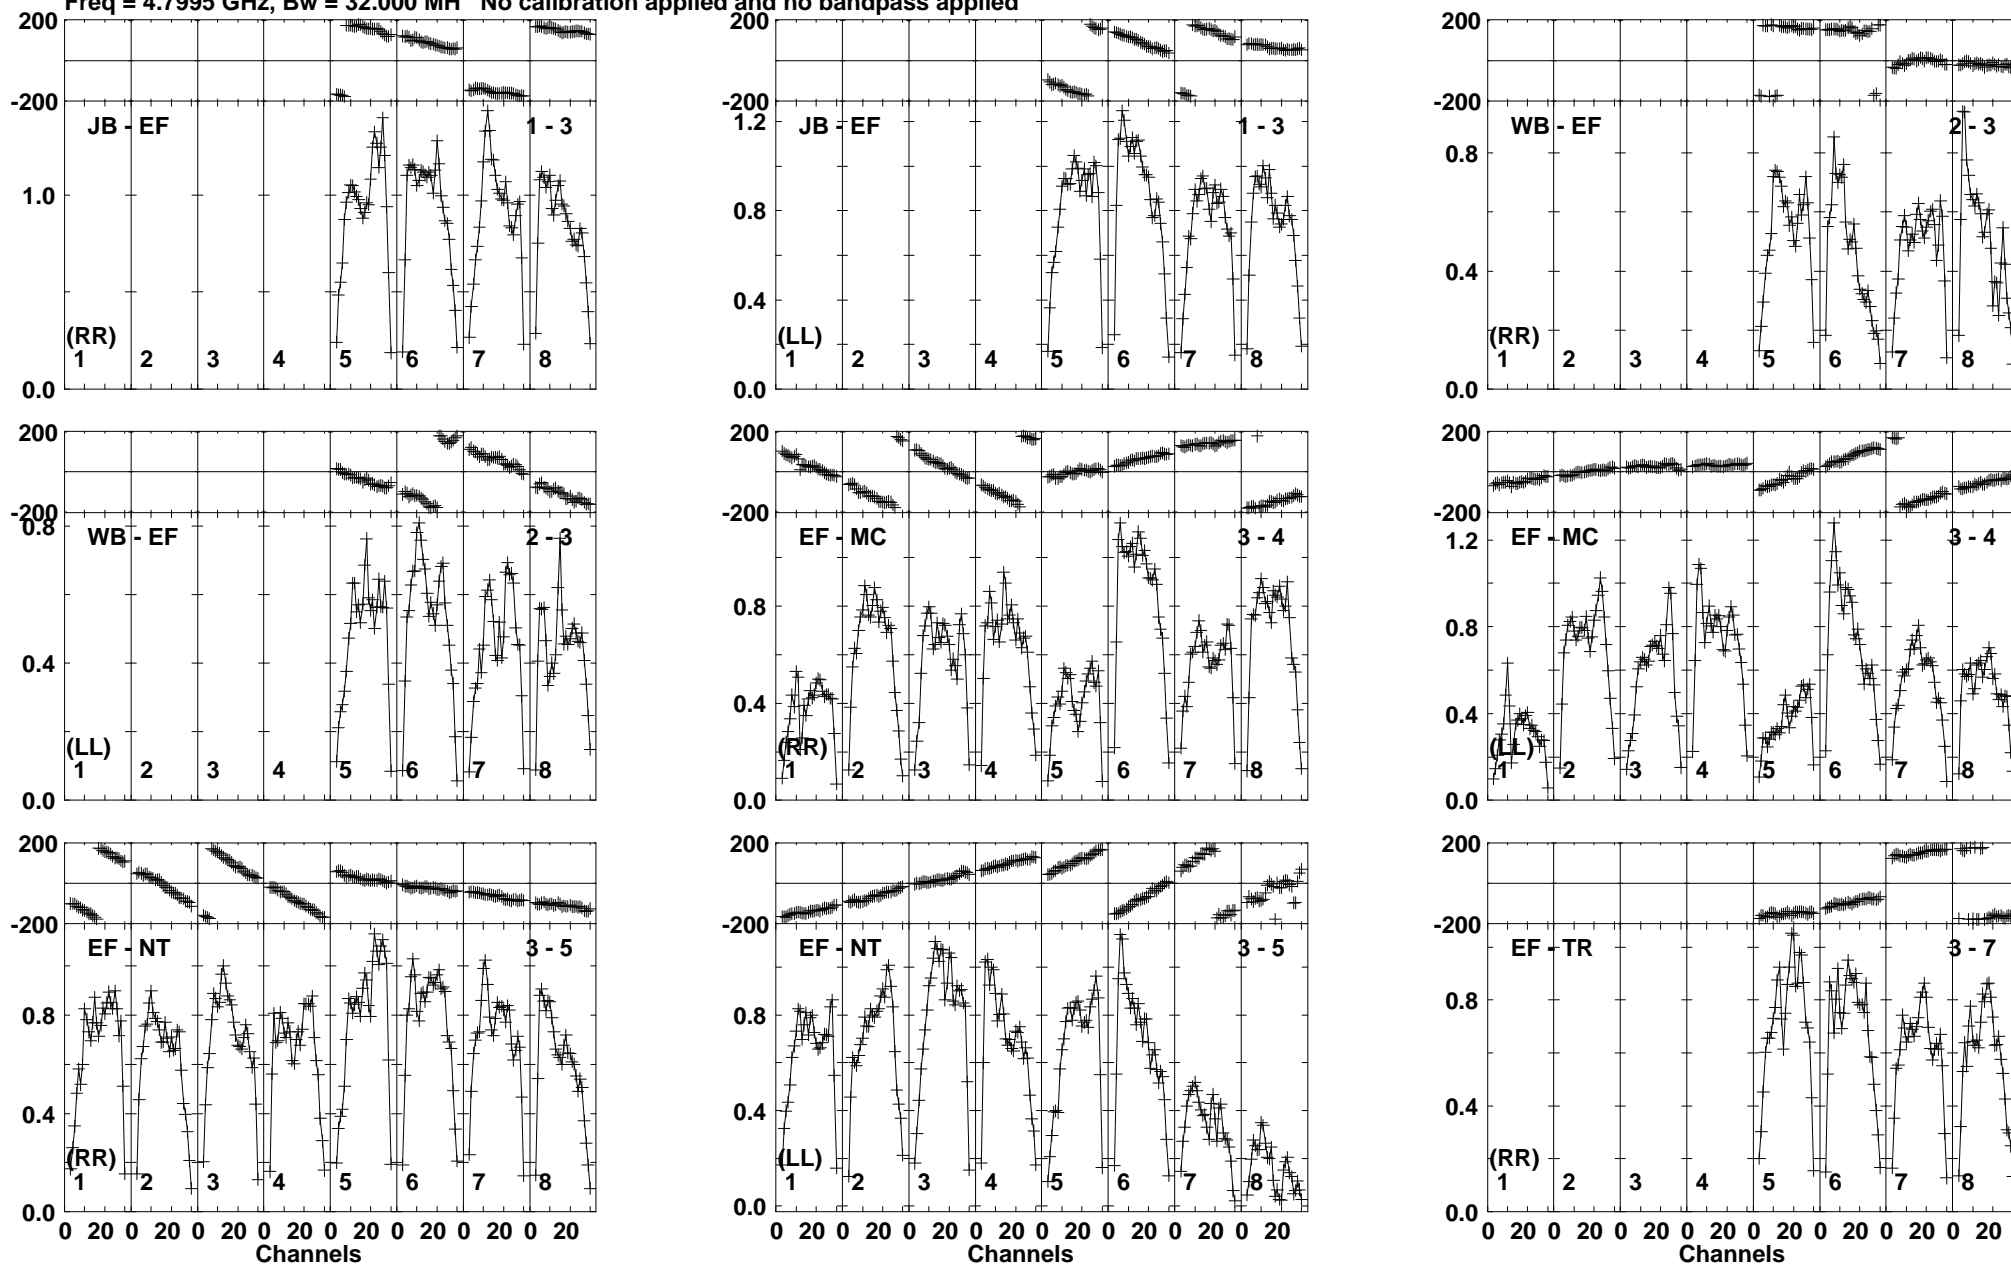 Freq = 4.7995 GHz, Bw = 32.000 MH No calibration applied and no bandpass applied
200 200 200
-200 -200 -200
JB - EF 1 - 3 JB - EF 1 - 3 WB - EF 2 - 3
1.2
0.8
1.0
0.8
0.4
0.4
(RR) (LL) (RR)
1 2 3 4 5 6 7 8 1 2 3 4 5 6 7 8 1 2 3 4 5 6 7 8
0.0 0.0 0.0
200 200 200
-200 -200 -200
0.8
WB - EF 2 - 3 EF - MC 3 - 4 EF - MC 3 - 4
1.2
0.8
0.8
0.4
0.4
0.4
(LL) (RR) (LL)
1 2 3 4 5 6 7 8 1 2 3 4 5 6 7 8 1 2 3 4 5 6 7 8
0.0 0.0 0.0
200 200 200
-200 -200 -200
EF - NT 3 - 5 EF - NT 3 - 5 EF - TR 3 - 7
0.8 0.8 0.8
0.4 0.4 0.4
(RR) (LL) (RR)
1 2 3 4 5 6 7 8 1 2 3 4 5 6 7 8 1 2 3 4 5 6 7 8
0.0 0.0 0.0
0 20 0 20 0 20 0 20 0 20 0 20 0 20 0 20 0 20 0 20 0 20 0 20 0 20 0 20 0 20 0 20 0 20 0 20 0 20 0 20 0 20 0 20 0 20 0 20
Channels Channels Channels